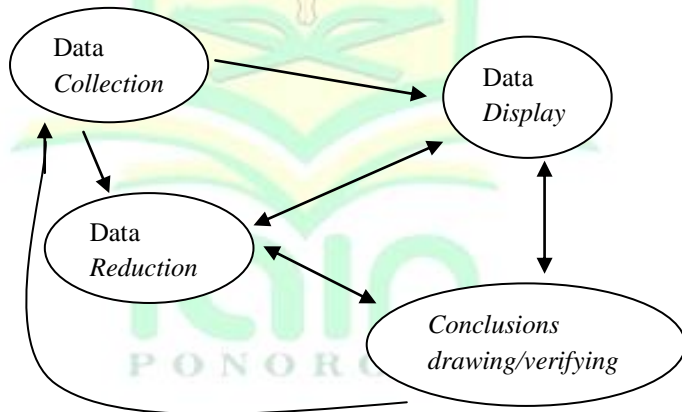 Data
Collection
Data
Display
Data
Reduction
Conclusions
drawing/verifying
PONORO